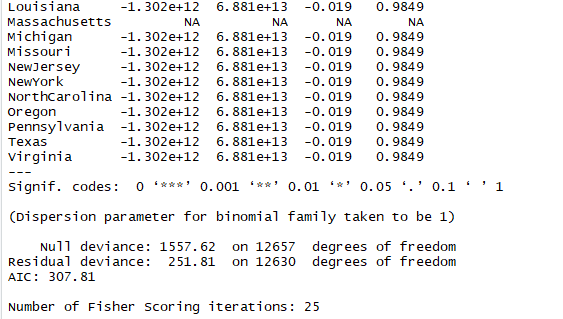 Louisiana -1.302e+12 6.881e+13 -0.019 0.9849
Massachusetts NA NA NA NA
Michigan -1.302e+12 6.881e+13 -0.019 0.9849
Missouri -1.302e+12 6.881e+13 -0.019 0.9849
NewJersey -1.302e+12 6.881e+13 -0.019 0.9849
NewYork -1.302e+12 6.881e+13 -0.019 0.9849
NorthCarolina -1.302e+12 6.881e+13 -0.019 0.9849
Oregon -1.302e+12 6.881e+13 -0.019 0.9849
Pennsylvania -1.302e+12 6.881e+13 -0.019 0.9849
Texas -1.302e+12 6.881e+13 -0.019 0.9849
Virginia -1.302e+12 6.881e+13 -0.019 0.9849
---
Signif. codes: 0 ‘***’ 0.001 ‘**’ 0.01 ‘*’ 0.05 ‘.’ 0.1 ‘ ’ 1
(Dispersion parameter for binomial family taken to be 1)
Null deviance: 1557.62 on 12657 degrees of freedom
Residual deviance: 251.81 on 12630 degrees of freedom
AIC: 307.81
Number of Fisher Scoring iterations: 25